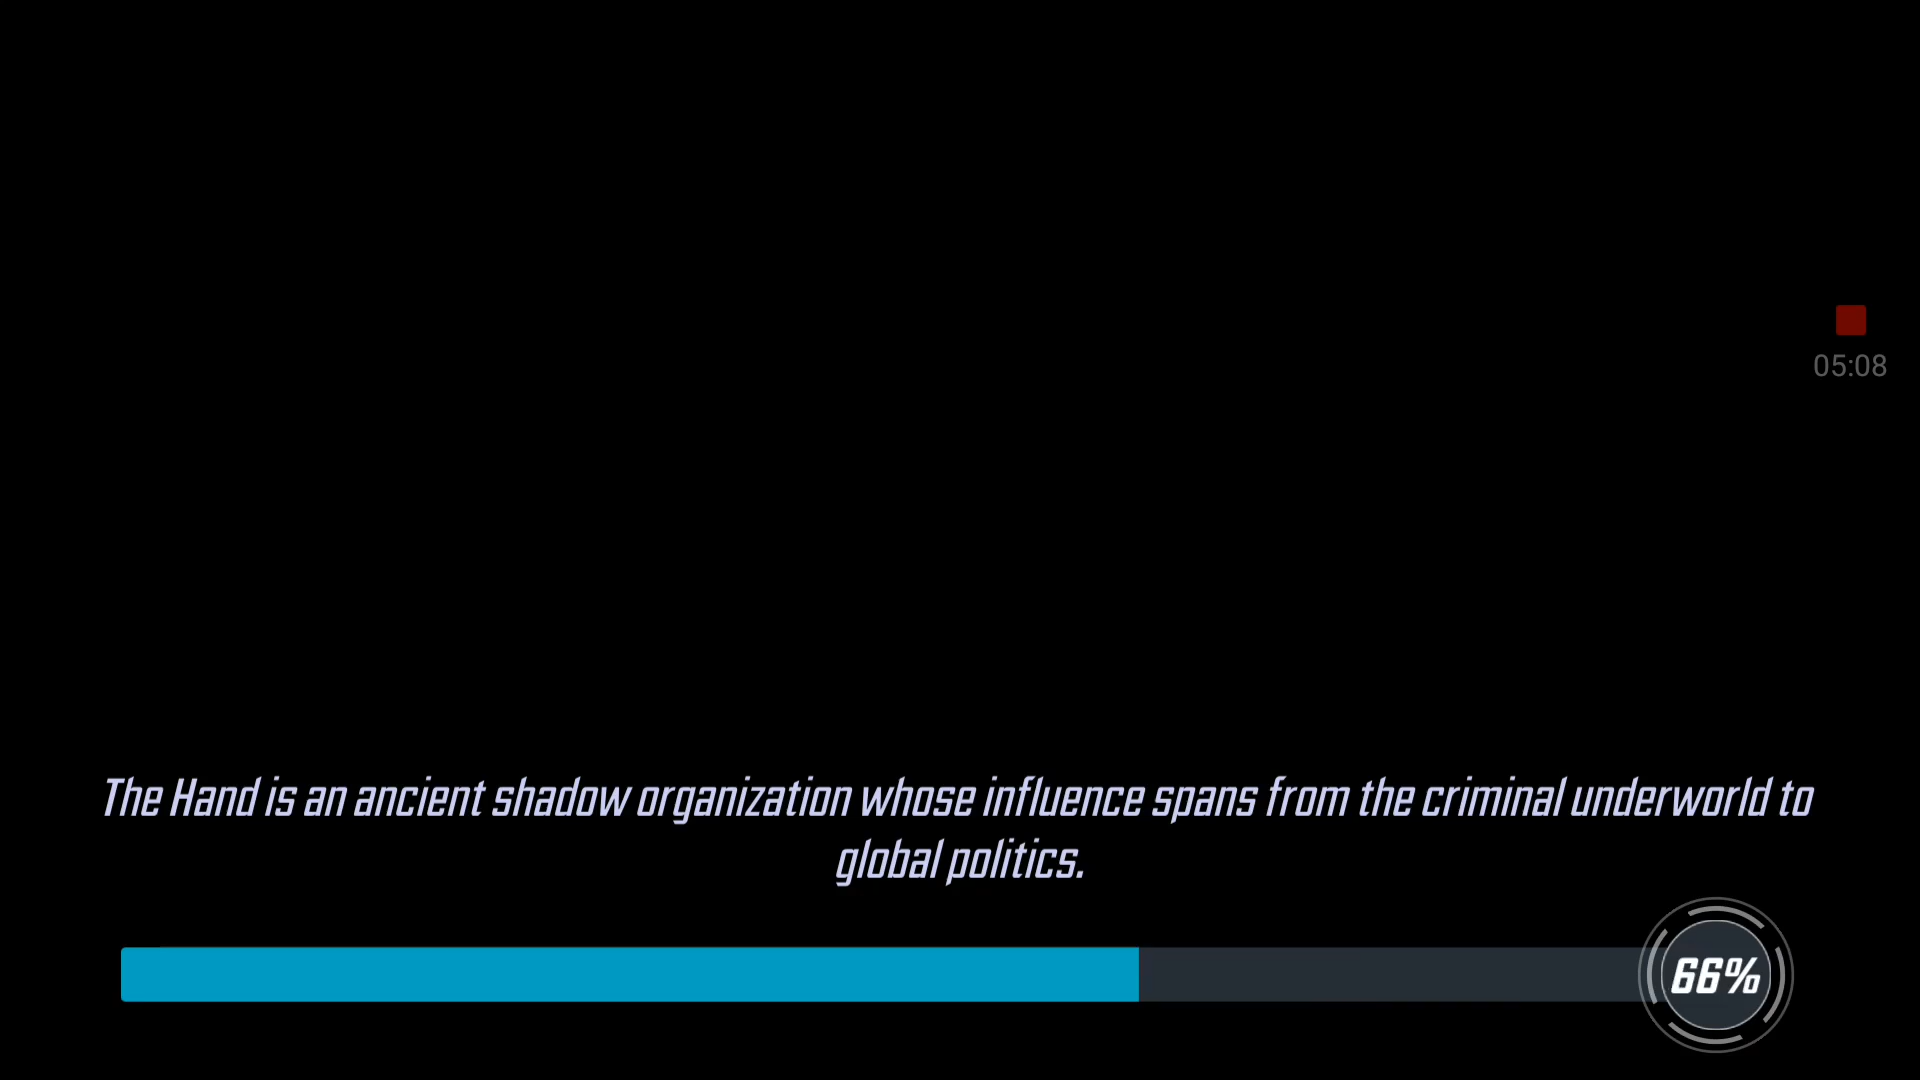 05:08
The Hand is an ancient shadow organization whose influence spans from the criminal underworld to
global politics.
66%